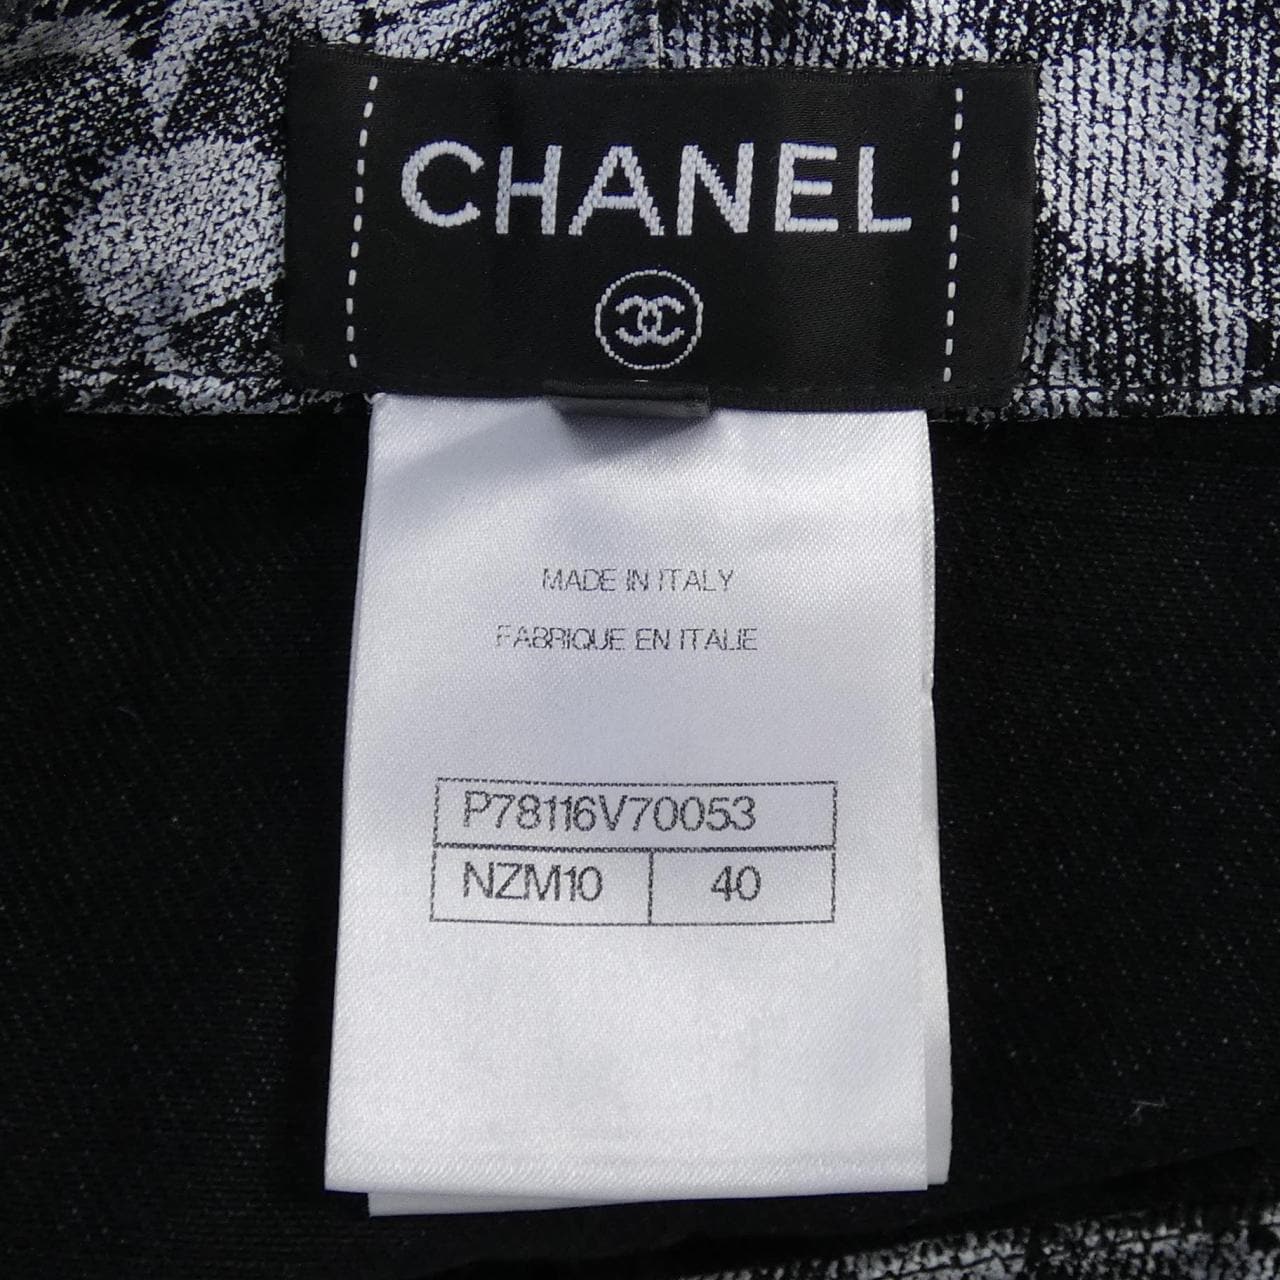 CHANEL
MADE IN ITALY
FABRIQUE EN ITALIE
P78116V70053
NZM10 40